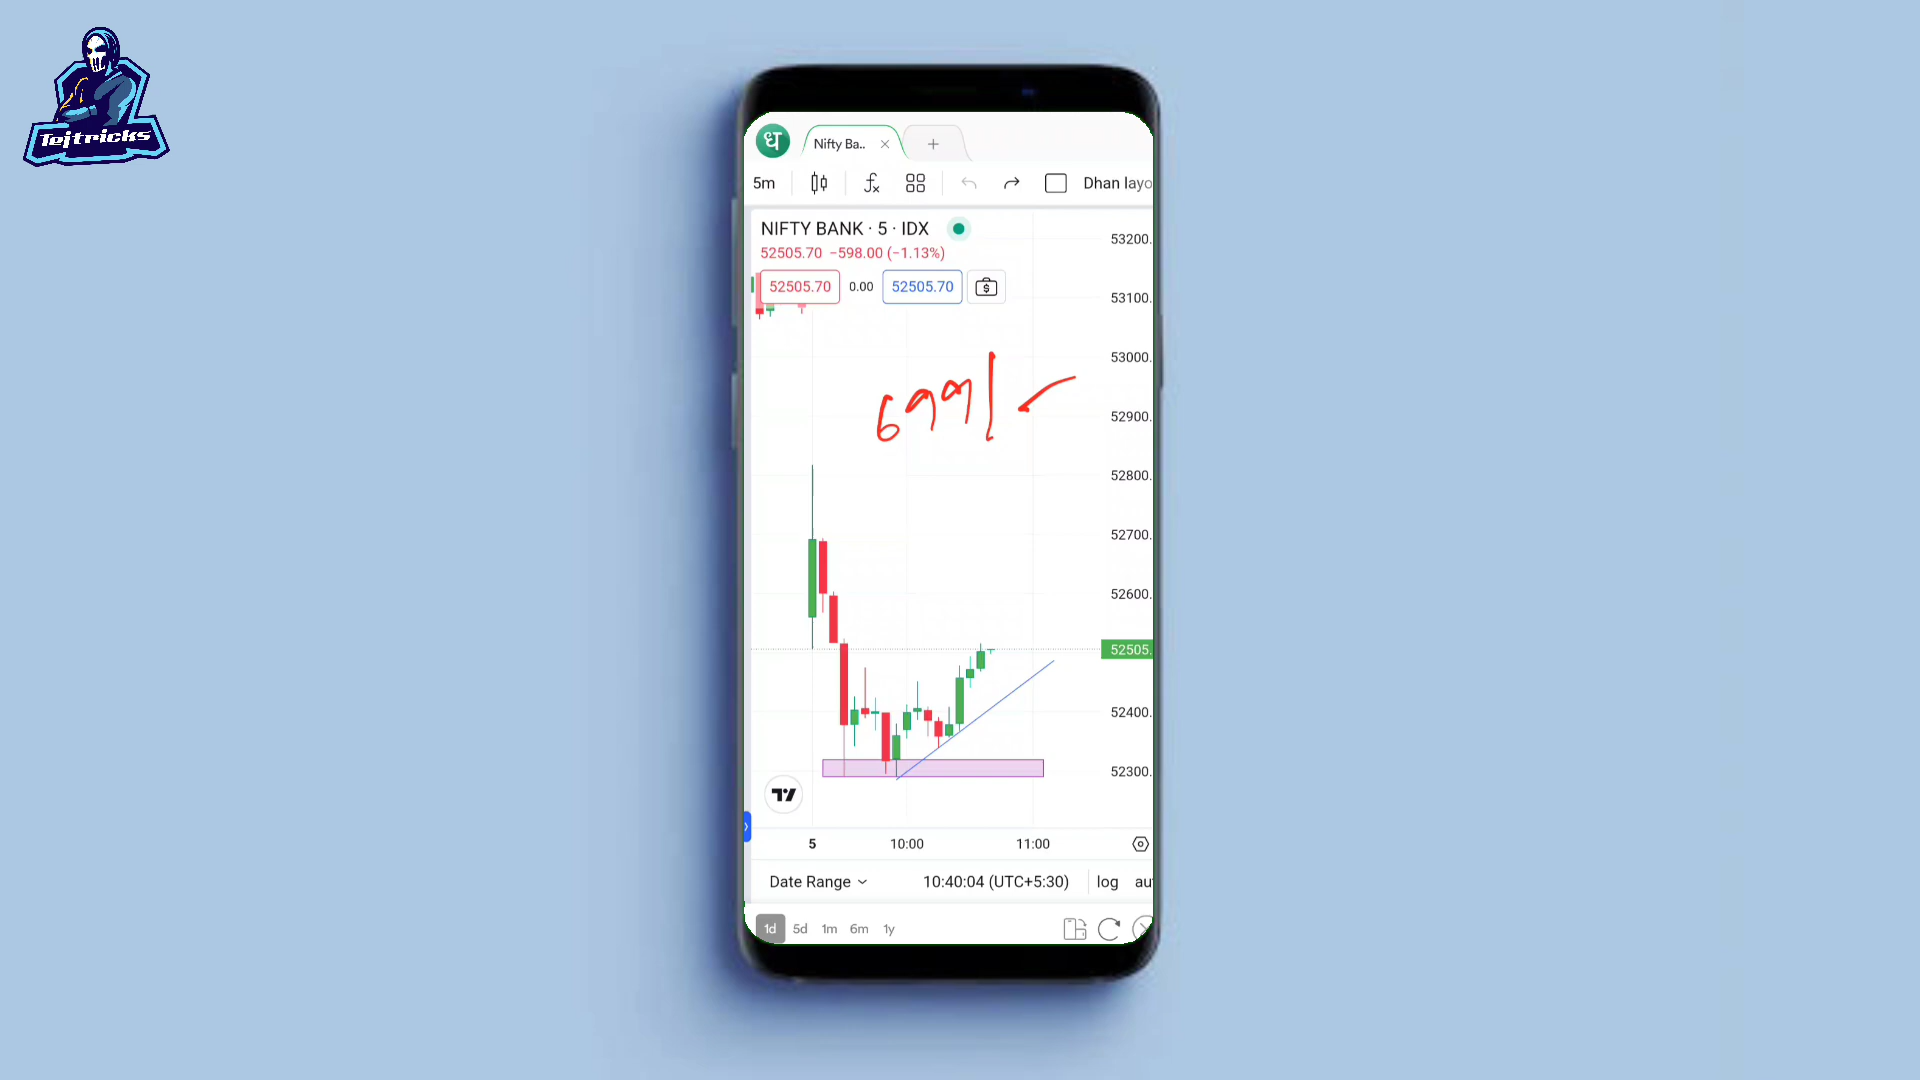 Tejtricks
ध Nifty Ba.. × +
5m Dhan layo
NIFTY BANK · 5 · IDX
52505.70 −598.00 (−1.13%)
52505.70 0.00 52505.70
53200.
53100.
53000.
699/-
52900.
52800.
52700.
52600.
52505.
52400.
52300.
5 10:00 11:00
Date Range 10:40:04 (UTC+5:30) log au
1d 5d 1m 6m 1y